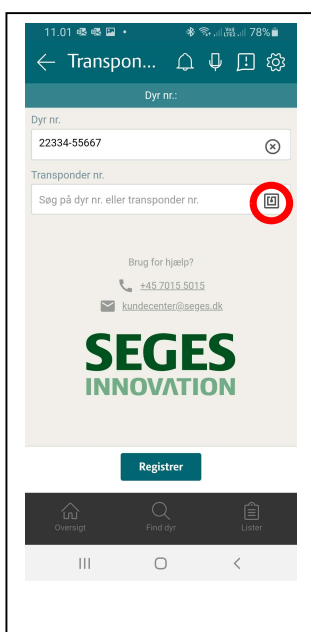 11.01 78%
Transpon...
Dyr nr.:
Dyr nr.
22334-55667
Transponder nr.
Søg på dyr nr. eller transponder nr.
Brug for hjælp?
+45 7015 5015
kundecenter@seges.dk
SEGES
INNOVATION
Registrer
Oversigt Find dyr Lister